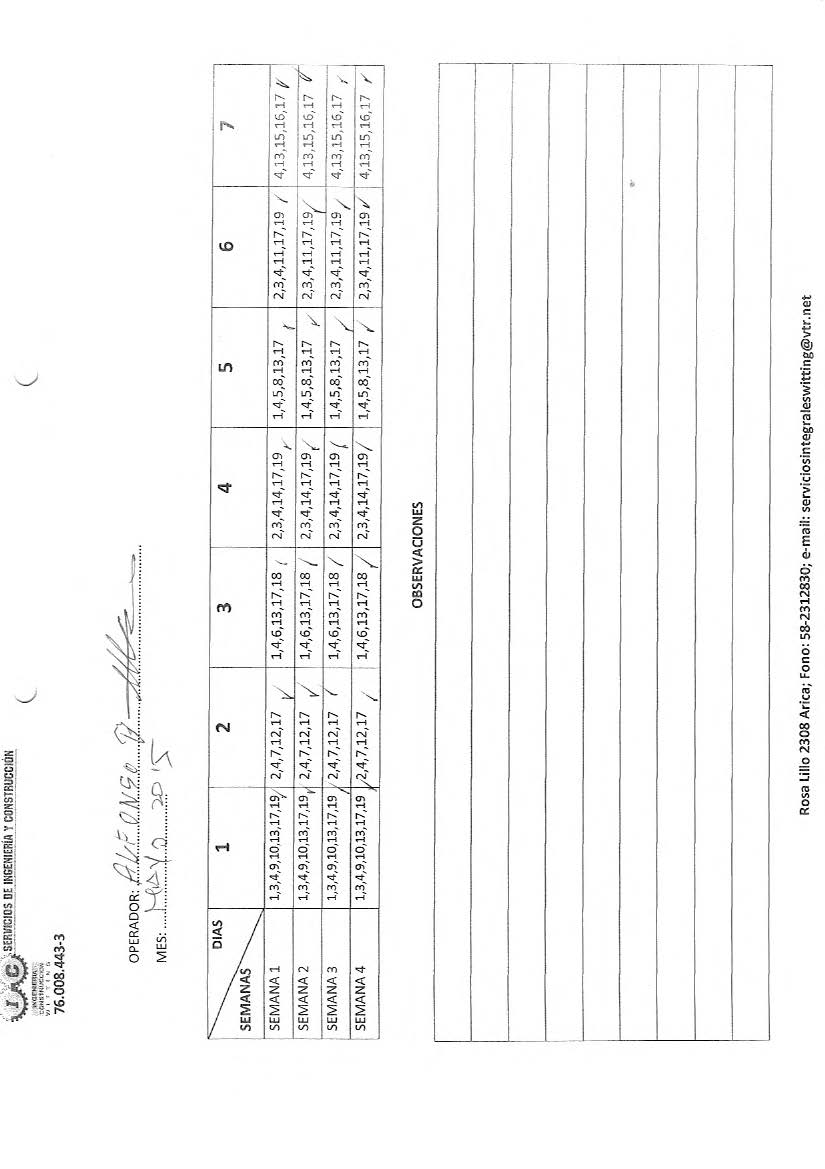 SERVICIOS DE INGENIERÍA Y CONSTRUCCIÓN
INGENIERIA
CONSTRUCCION
WITTING
76.008.443-3
OPERADOR: ALFONSO
MES: MAYO 2015
DIAS
SEMANAS 1 2 3 4 5 6 7
SEMANA 1 1,3,4,9,10,13,17,19 ✓ 2,4,7,12,17 ✓ 1,4,6,13,17,18 ✓ 2,3,4,14,17,19 ✓ 1,4,5,8,13,17 ✓ 2,3,4,11,17,19 ✓ 4,13,15,16,17 ✓
SEMANA 2 1,3,4,9,10,13,17,19 ✓ 2,4,7,12,17 ✓ 1,4,6,13,17,18 ✓ 2,3,4,14,17,19 ✓ 1,4,5,8,13,17 ✓ 2,3,4,11,17,19 ✓ 4,13,15,16,17 ✓
SEMANA 3 1,3,4,9,10,13,17,19 ✓ 2,4,7,12,17 ✓ 1,4,6,13,17,18 ✓ 2,3,4,14,17,19 ✓ 1,4,5,8,13,17 ✓ 2,3,4,11,17,19 ✓ 4,13,15,16,17 ✓
SEMANA 4 1,3,4,9,10,13,17,19 ✓ 2,4,7,12,17 ✓ 1,4,6,13,17,18 ✓ 2,3,4,14,17,19 ✓ 1,4,5,8,13,17 ✓ 2,3,4,11,17,19 ✓ 4,13,15,16,17 ✓
OBSERVACIONES
Rosa Lillo 2308 Arica; Fono: 58-2312830; e-mail: serviciosintegraleswitting@vtr.net